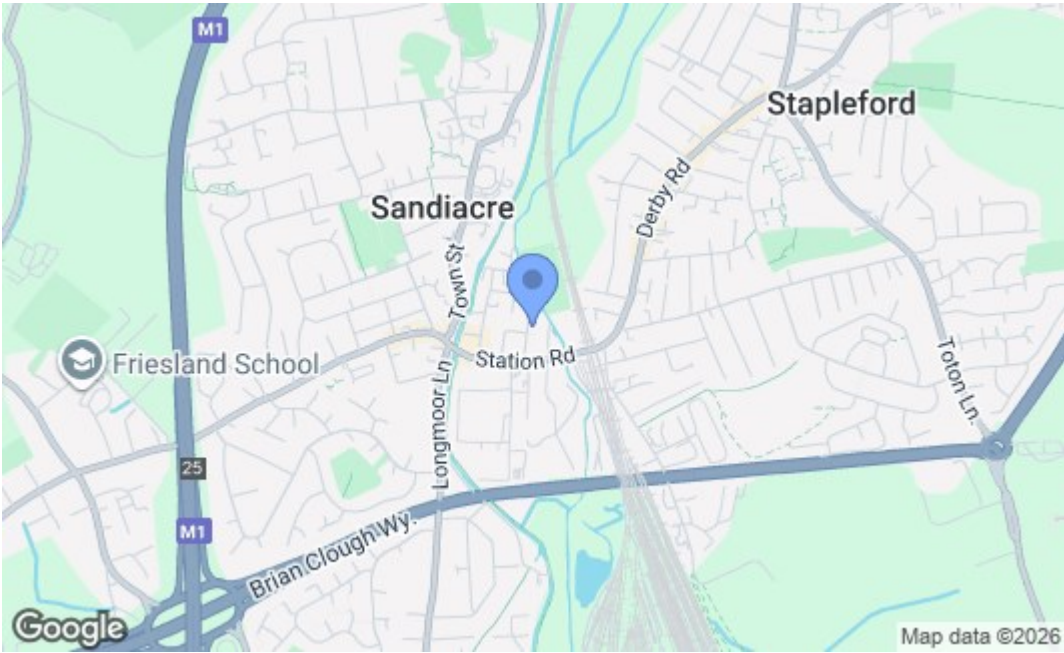 M1
Stapleford
Derby Rd
Sandiacre
Town St
Friesland School
Station Rd
Longmoor Ln
Toton Ln.
25
M1
Brian Clough Wy.
Google
Map data ©2026